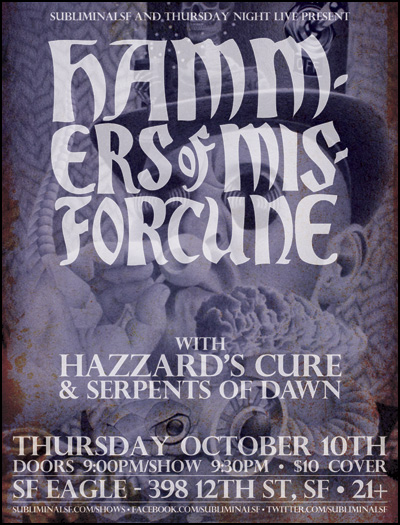 SUBLIMINALSF AND THURSDAY NIGHT LIVE PRESENT
HAMM-
ERS OF MIS-
FORTUNE
WITH
HAZZARD'S CURE
& SERPENTS OF DAWN
THURSDAY OCTOBER 10TH
DOORS 9:00PM/SHOW 9:30PM • $10 COVER
SF EAGLE - 398 12TH ST, SF • 21+
SUBLIMINALSF.COM/SHOWS • FACEBOOK.COM/SUBLIMINALSF • TWITTER.COM/SUBLIMINALSF